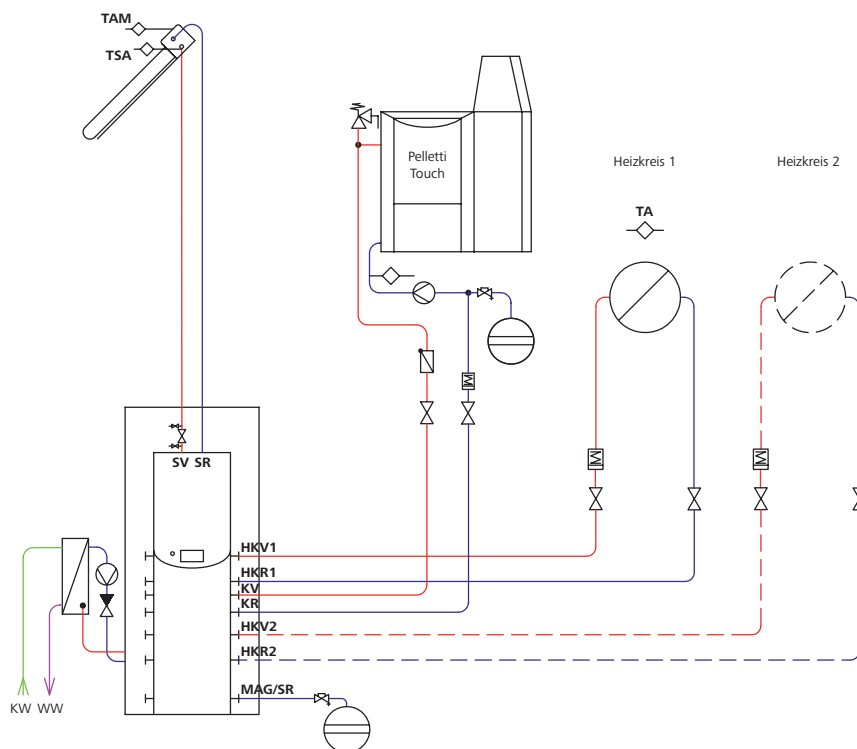 TAM
TSA
Pelletti
Touch
Heizkreis 1
Heizkreis 2
TA
SV SR
HKV1
HKR1
KV
KR
HKV2
HKR2
MAG/SR
KW WW